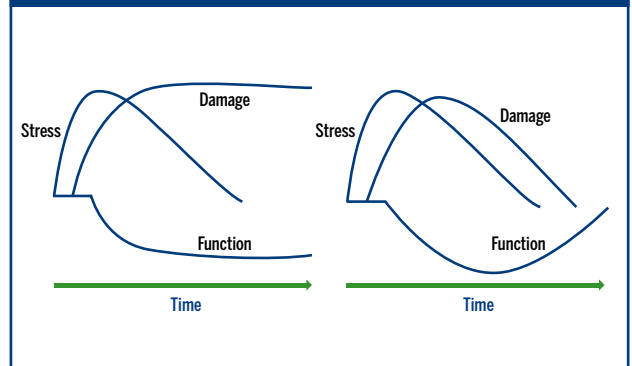 Stress
Damage
Function
Time
Stress
Damage
Function
Time